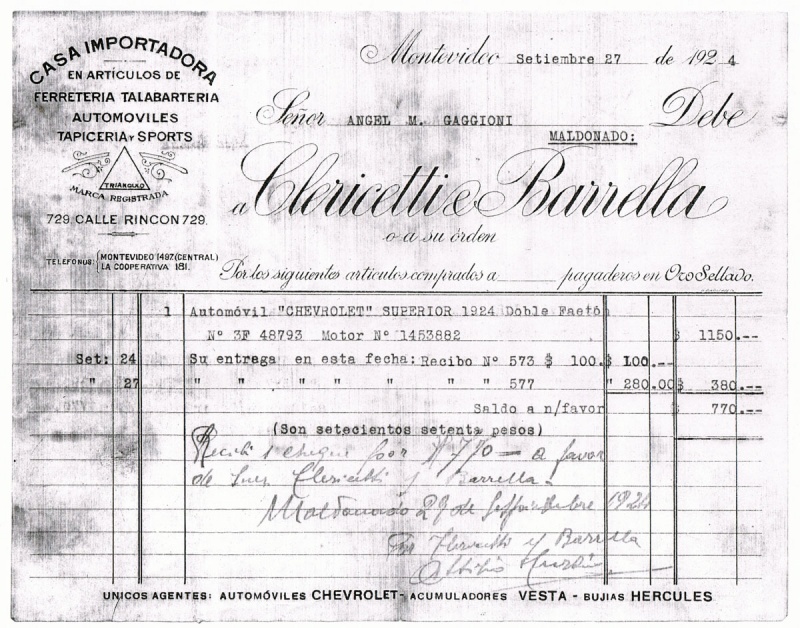 CASA IMPORTADORA
EN ARTÍCULOS DE
FERRETERIA TALABARTERIA
AUTOMOVILES
TAPICERIA Y SPORTS
TRIANGULO
MARCA REGISTRADA
729. CALLE RINCON 729.
TELEFONOS: MONTEVIDEO 1497. (CENTRAL)
LA COOPERATIVA 181.
Montevideo Setiembre 27 de 1924
Señor ANGEL M. GAGGIONI Debe
MALDONADO:
a Clericetti & Barrella
o a su órden
Por los siguientes artículos comprados a pagaderos en Oro Sellado.
1 Automóvil "CHEVROLET" SUPERIOR 1924 Doble Faetón
Nº 3F 48793 Motor Nº 1453882 $ 1150.--
Set: 24 Su entrega en esta fecha: Recibo Nº 573 $ 100. $ 100.--
" 27 " " " " " " " 577 " 280.00 $ 380.--
Saldo a n/favor $ 770.--
(Son setecientos setenta pesos)
Recibi 1 cheque por $ 770 = a favor
de Clericetti y Barrella.
Maldonado 29 de Septiembre 1924
Por Clericetti y Barrella
UNICOS AGENTES: AUTOMÓVILES CHEVROLET - ACUMULADORES VESTA - BUJIAS HERCULES